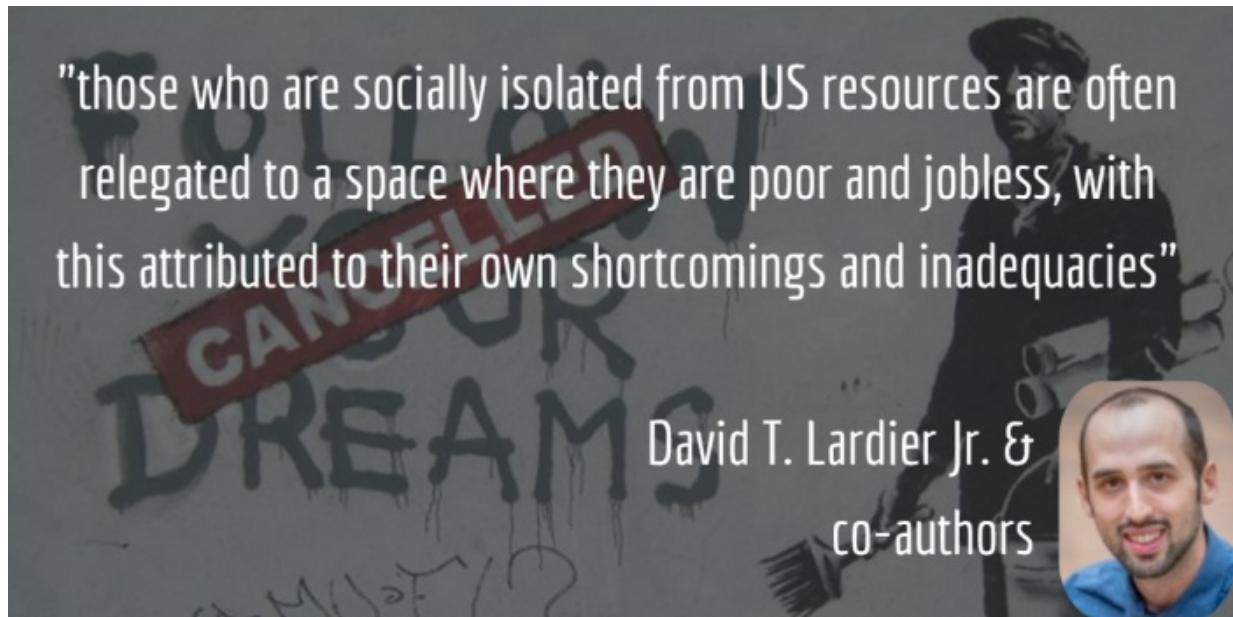 "those who are socially isolated from US resources are often
relegated to a space where they are poor and jobless, with
this attributed to their own shortcomings and inadequacies"
FOLLOW
YOUR
CANCELLED
DREAMS
David T. Lardier Jr. &
co-authors